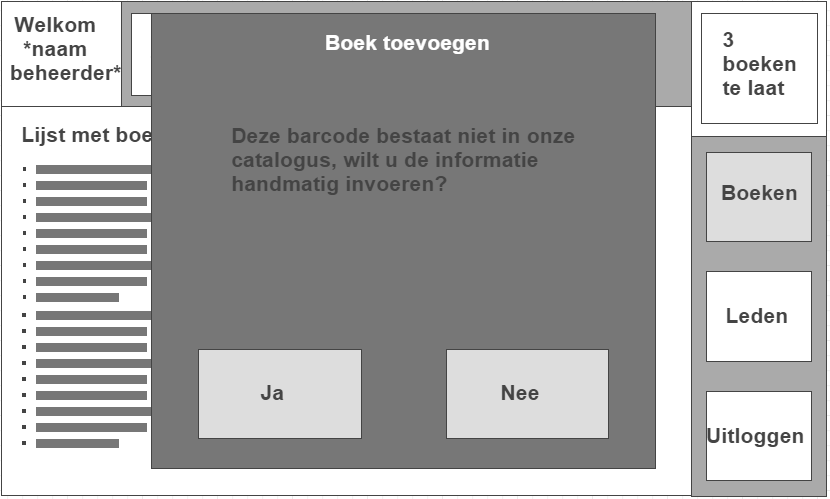 Welkom
*naam
beheerder*
Boek toevoegen
3
boeken
te laat
Lijst met boe
Deze barcode bestaat niet in onze
catalogus, wilt u de informatie
handmatig invoeren?
Boeken
Leden
Ja
Nee
Uitloggen